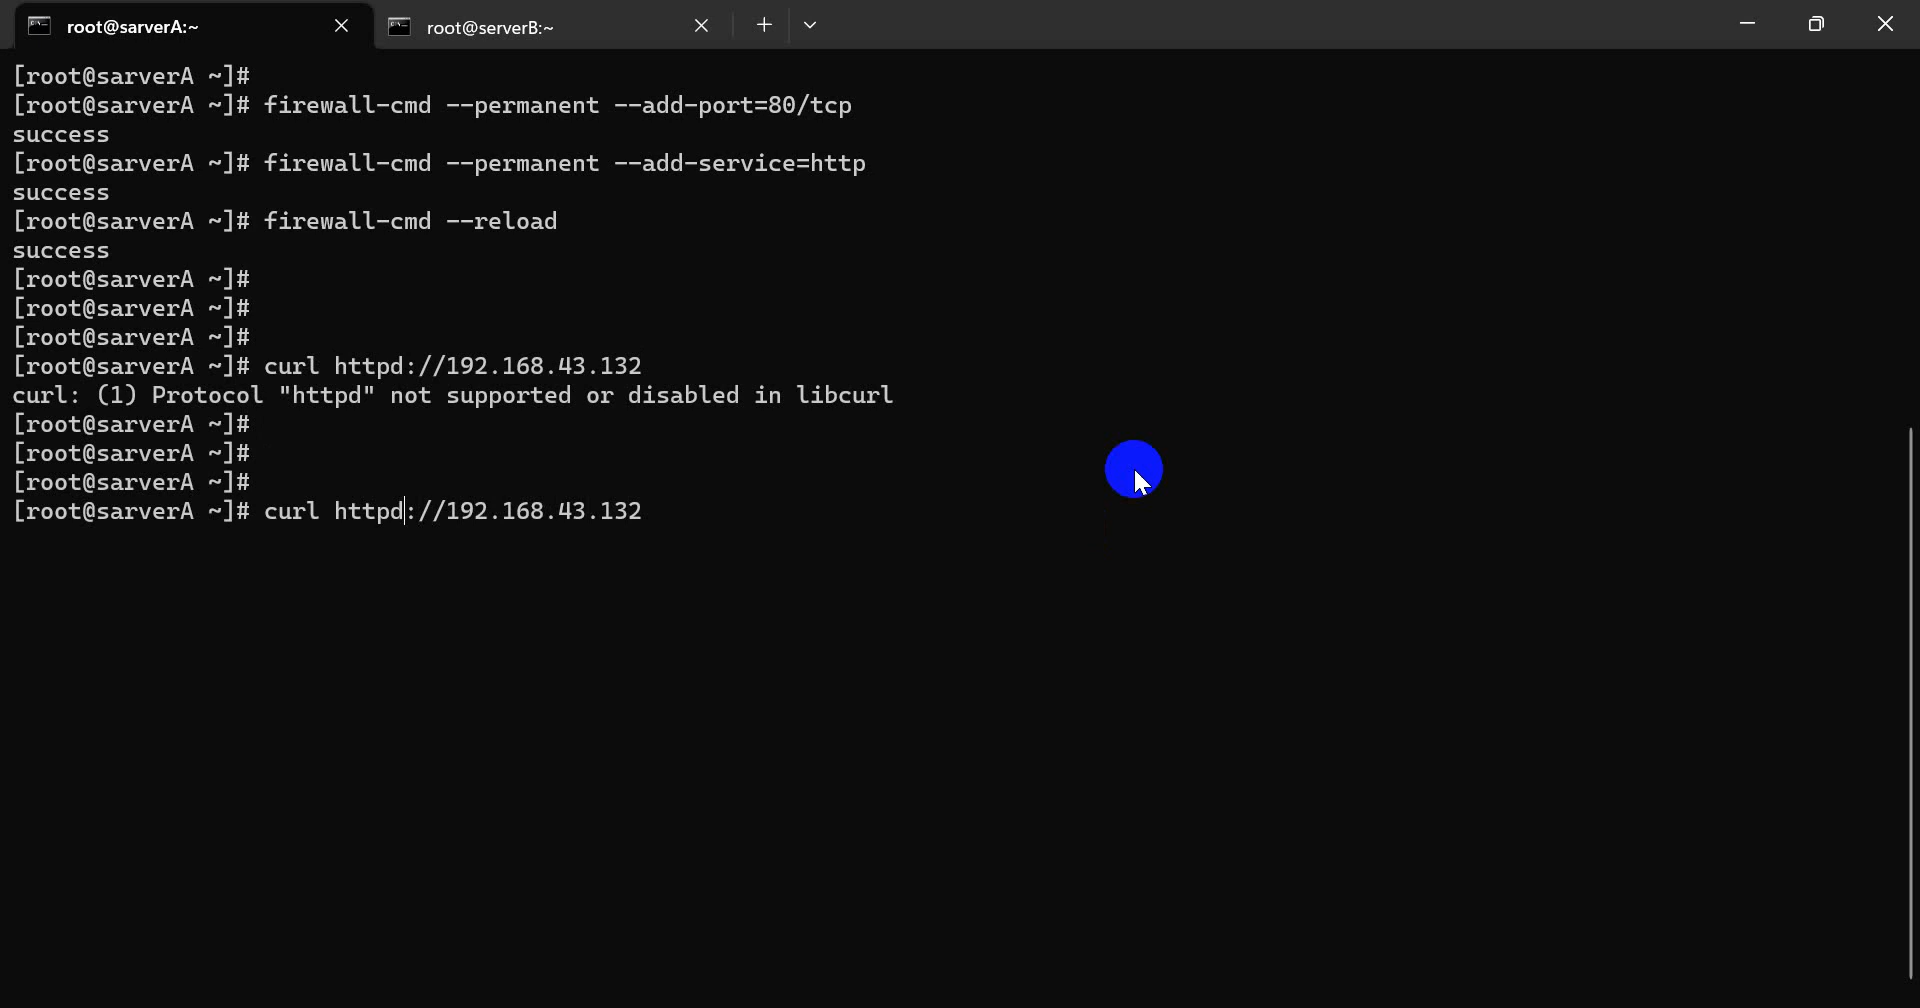 root@sarverA:~
root@serverB:~
[root@sarverA ~]#
[root@sarverA ~]# firewall-cmd --permanent --add-port=80/tcp
success
[root@sarverA ~]# firewall-cmd --permanent --add-service=http
success
[root@sarverA ~]# firewall-cmd --reload
success
[root@sarverA ~]#
[root@sarverA ~]#
[root@sarverA ~]#
[root@sarverA ~]# curl httpd://192.168.43.132
curl: (1) Protocol "httpd" not supported or disabled in libcurl
[root@sarverA ~]#
[root@sarverA ~]#
[root@sarverA ~]#
[root@sarverA ~]# curl httpd://192.168.43.132